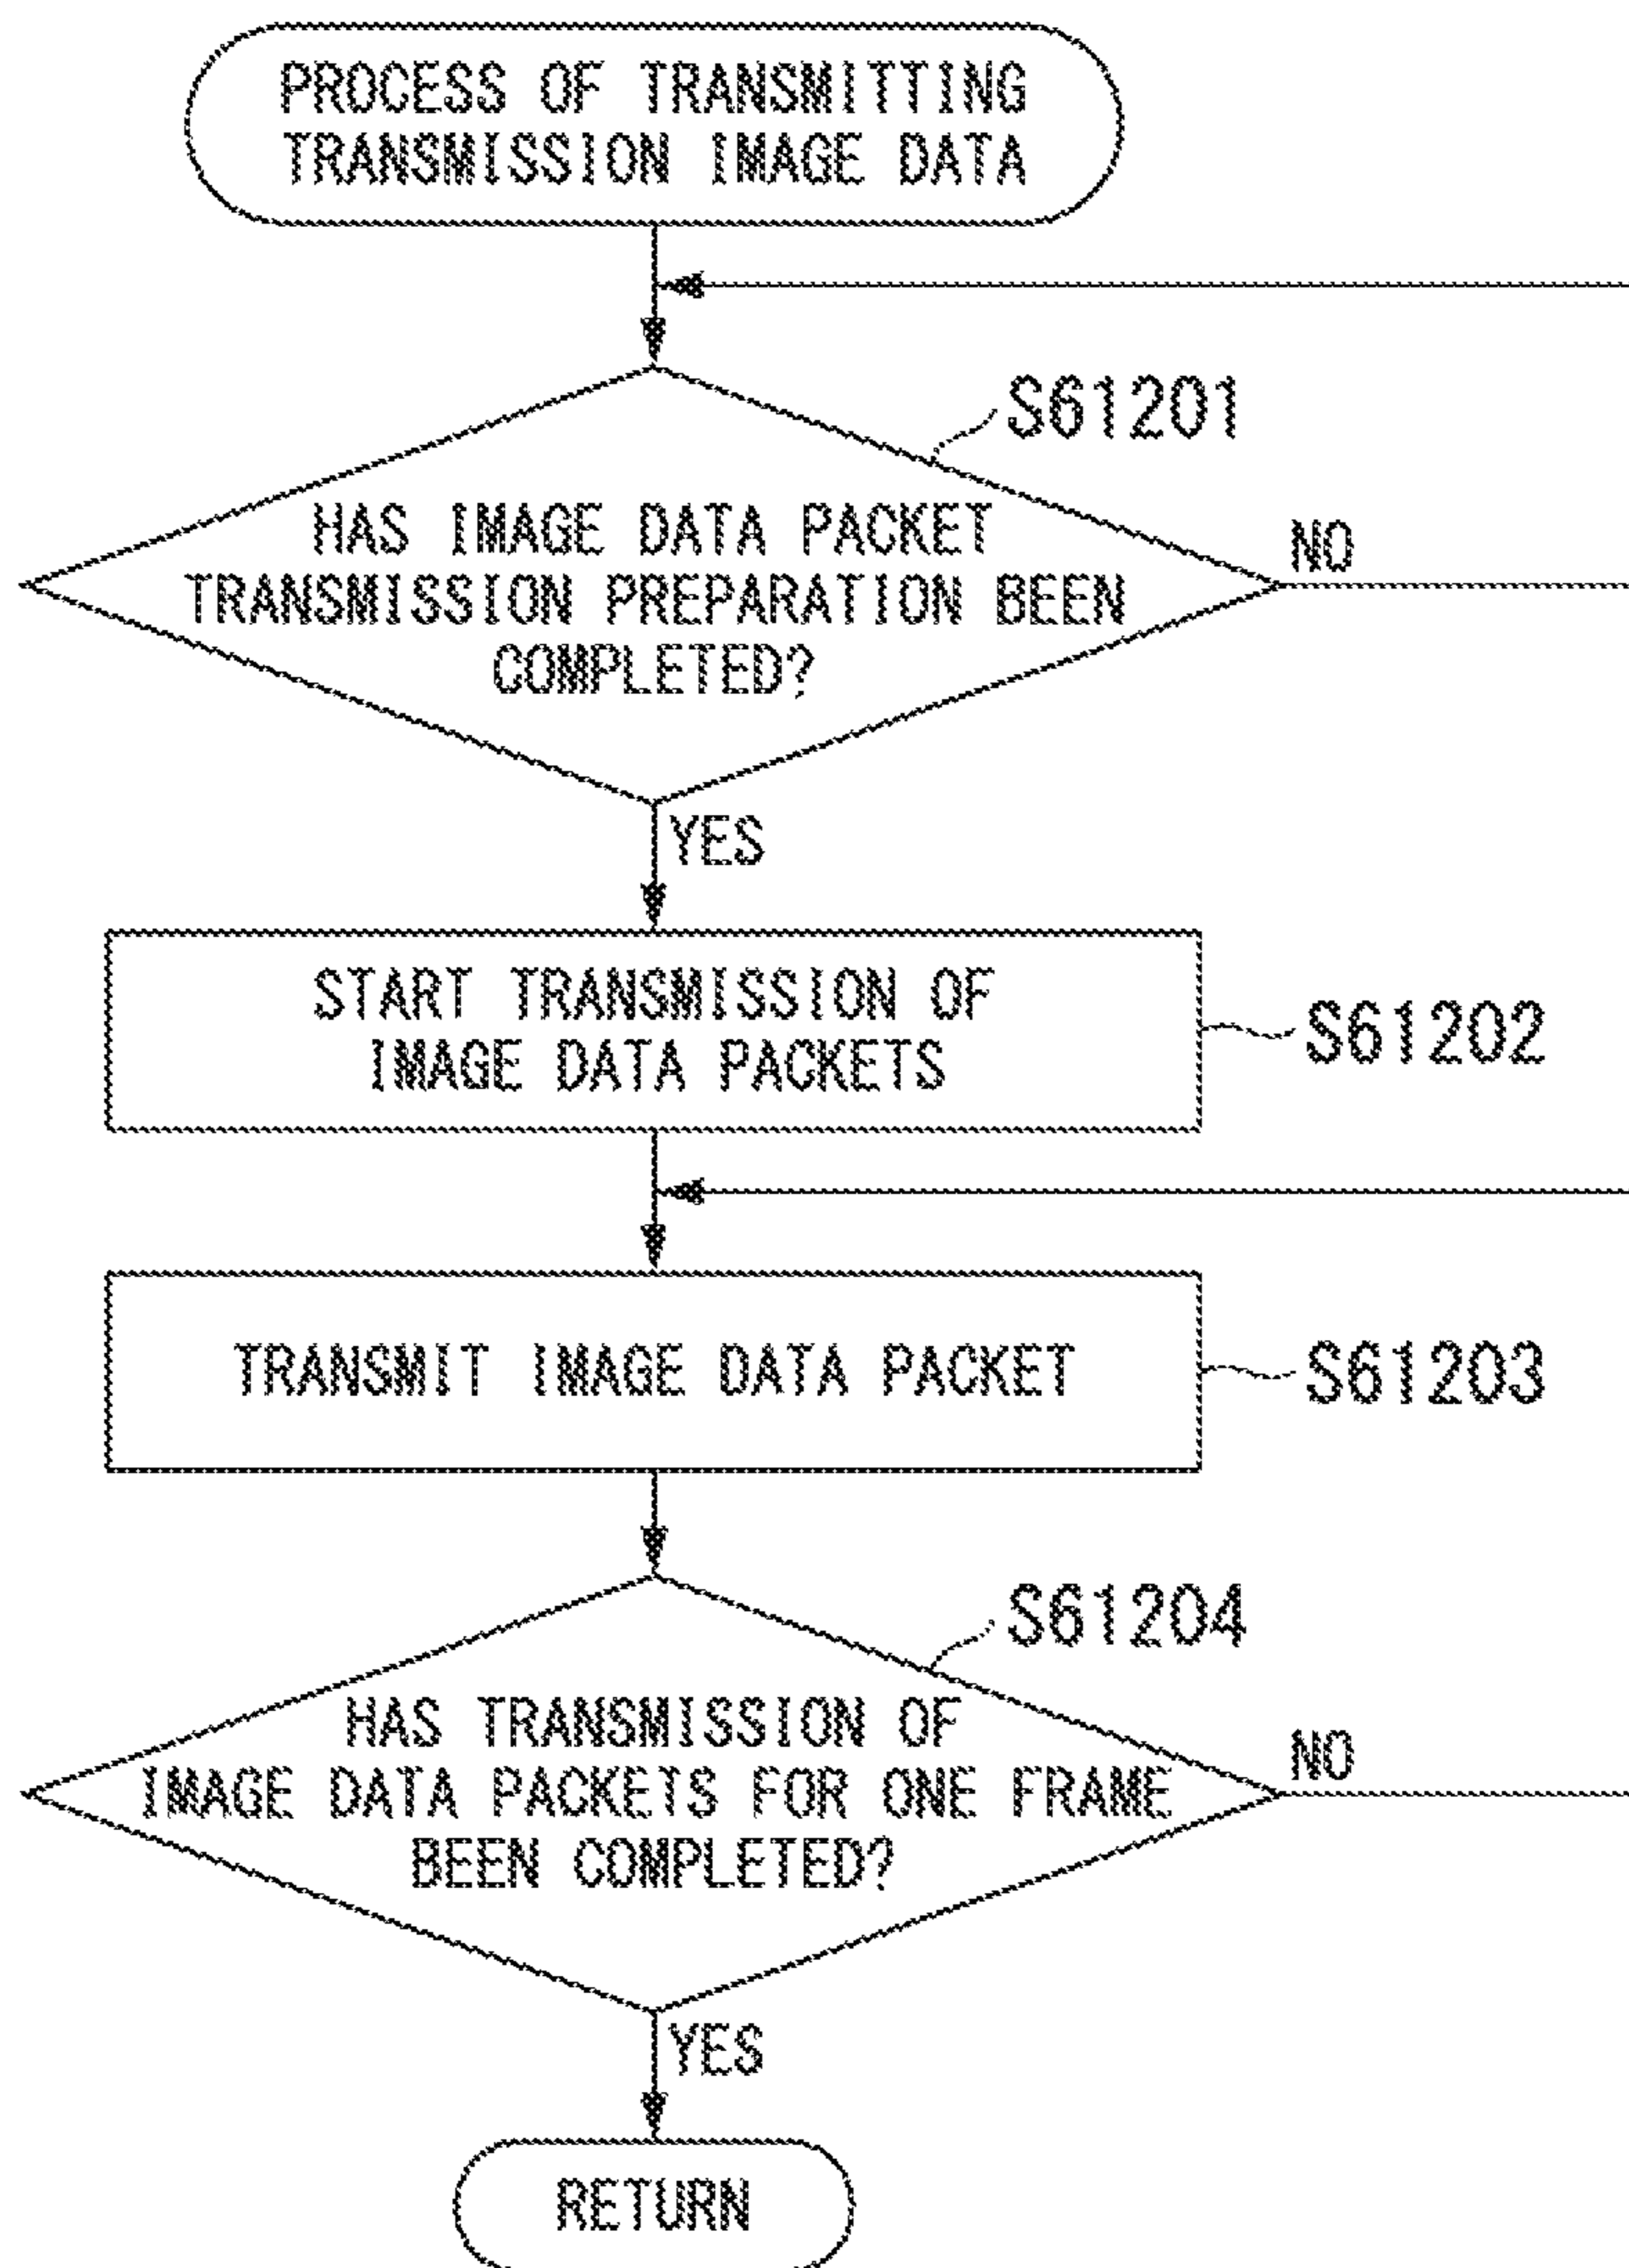 PROCESS OF TRANSMITTING
TRANSMISSION IMAGE DATA
S61201
HAS IMAGE DATA PACKET
TRANSMISSION PREPARATION BEEN
COMPLETED?
NO
YES
START TRANSMISSION OF
IMAGE DATA PACKETS
S61202
TRANSMIT IMAGE DATA PACKET
S61203
S61204
HAS TRANSMISSION OF
IMAGE DATA PACKETS FOR ONE FRAME
BEEN COMPLETED?
NO
YES
RETURN